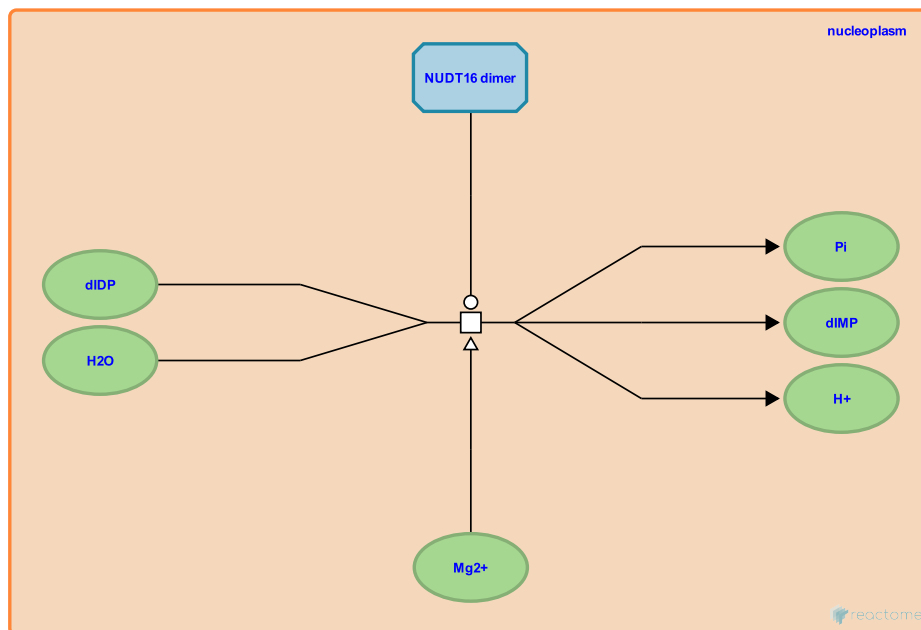 nucleoplasm
NUDT16 dimer
dIDP
H2O
Pi
dIMP
H+
Mg2+
reactome